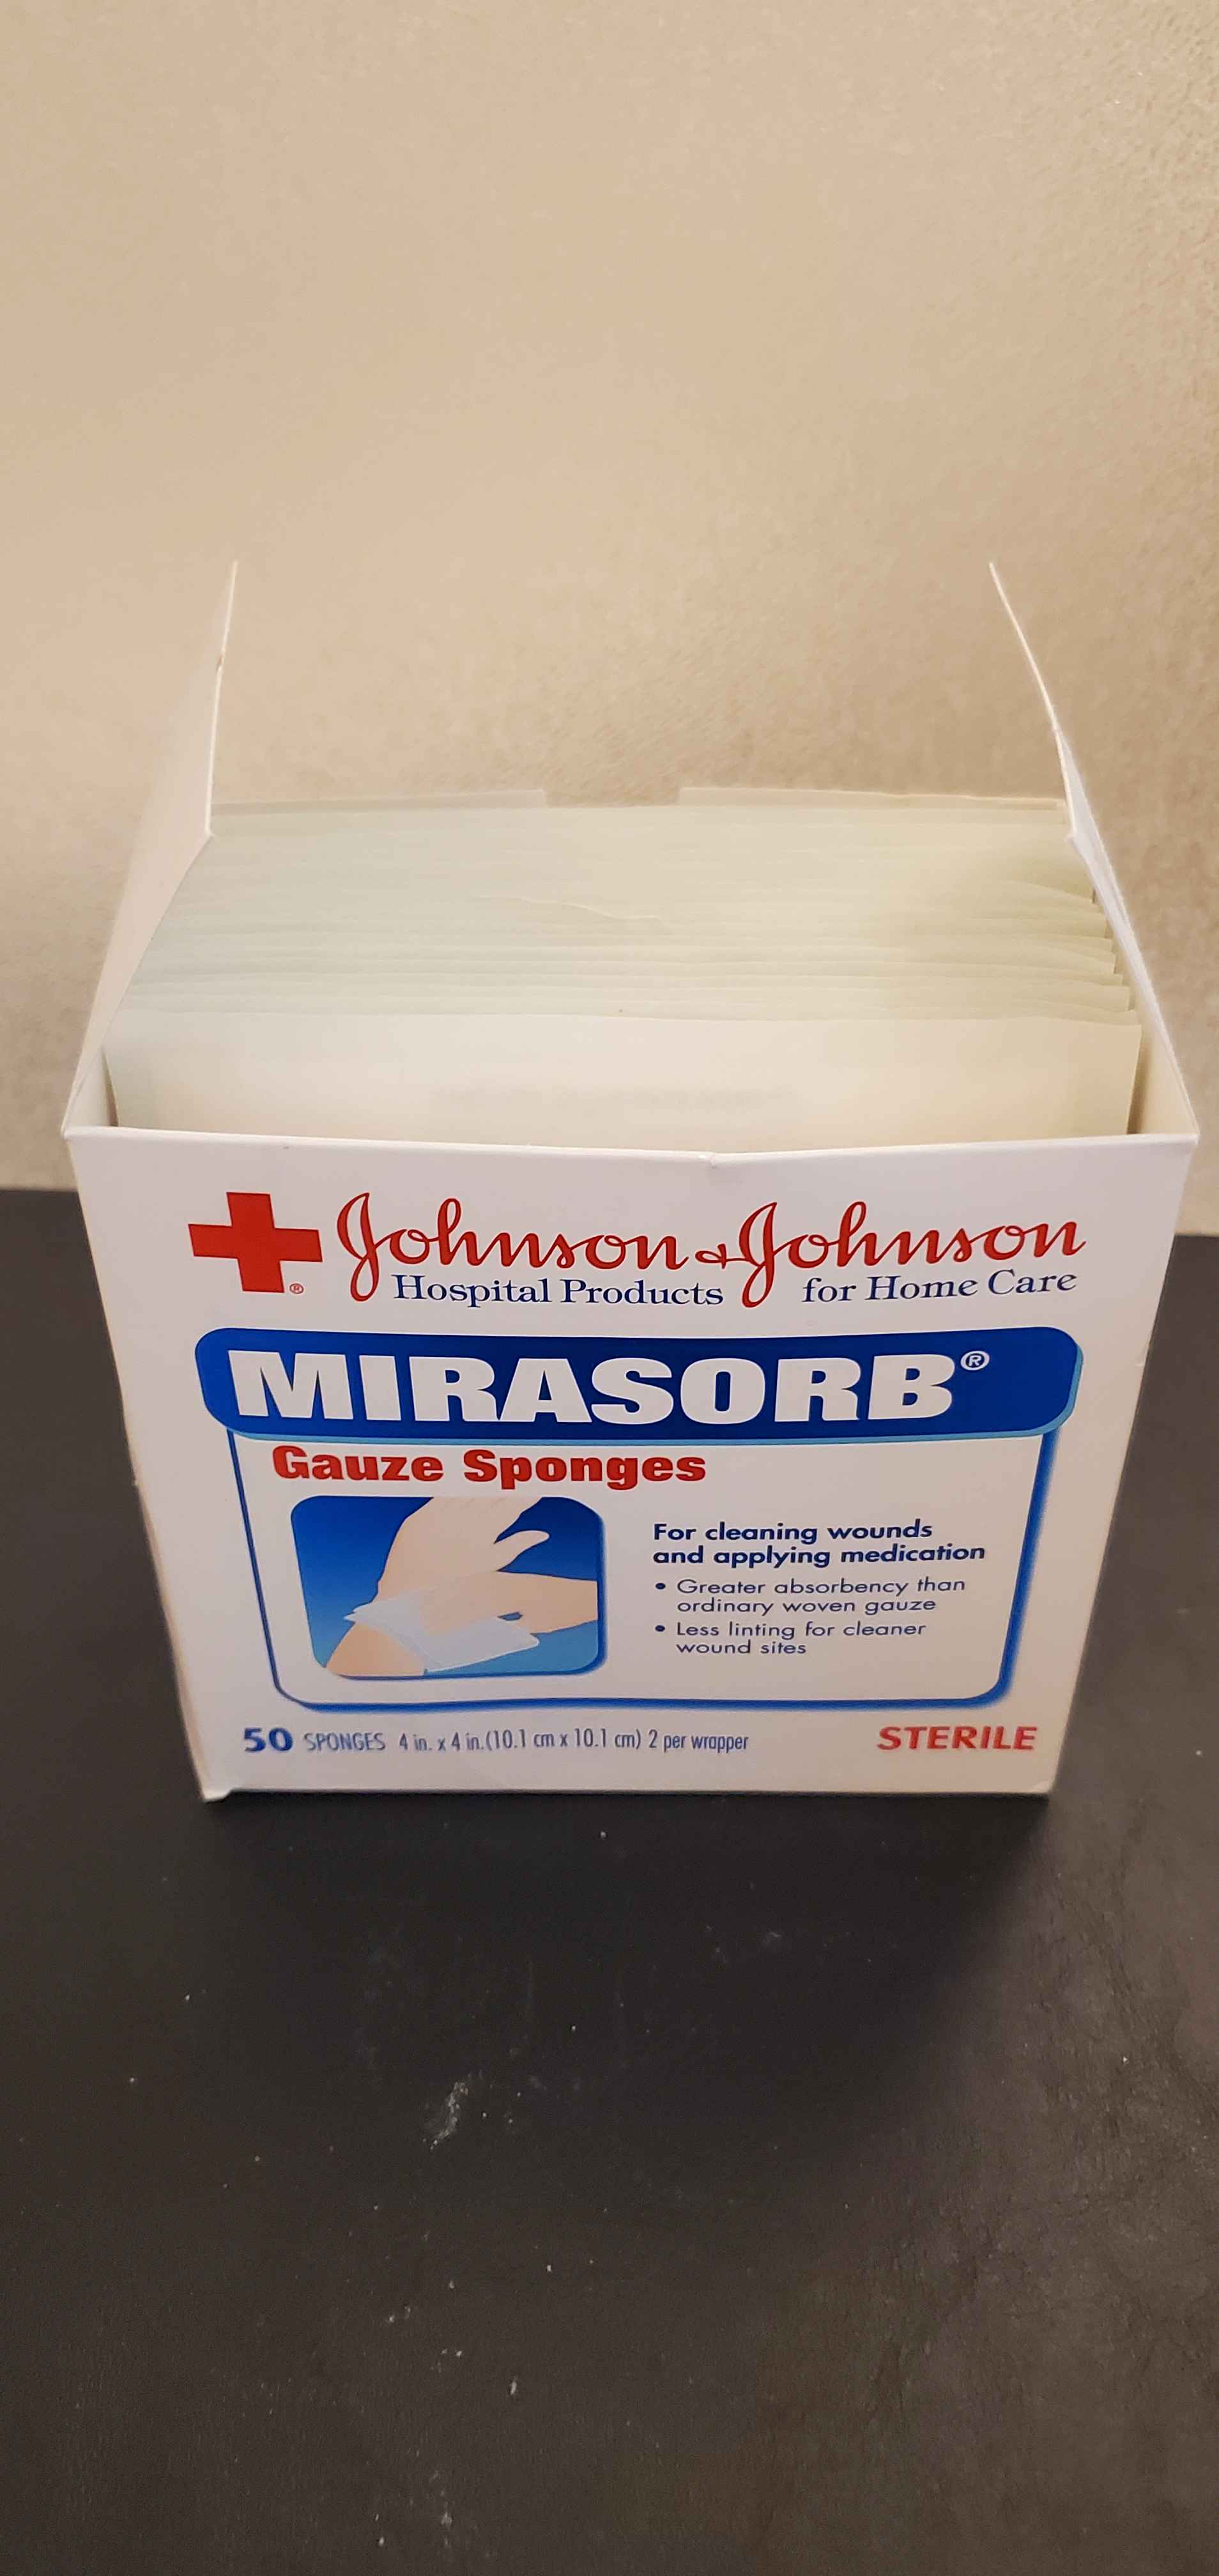 Johnson & Johnson
®
Hospital Products for Home Care
MIRASORB®
Gauze Sponges
For cleaning wounds
and applying medication
• Greater absorbency than
ordinary woven gauze
• Less linting for cleaner
wound sites
50 SPONGES 4 in. x 4 in. (10.1 cm x 10.1 cm) 2 per wrapper
STERILE